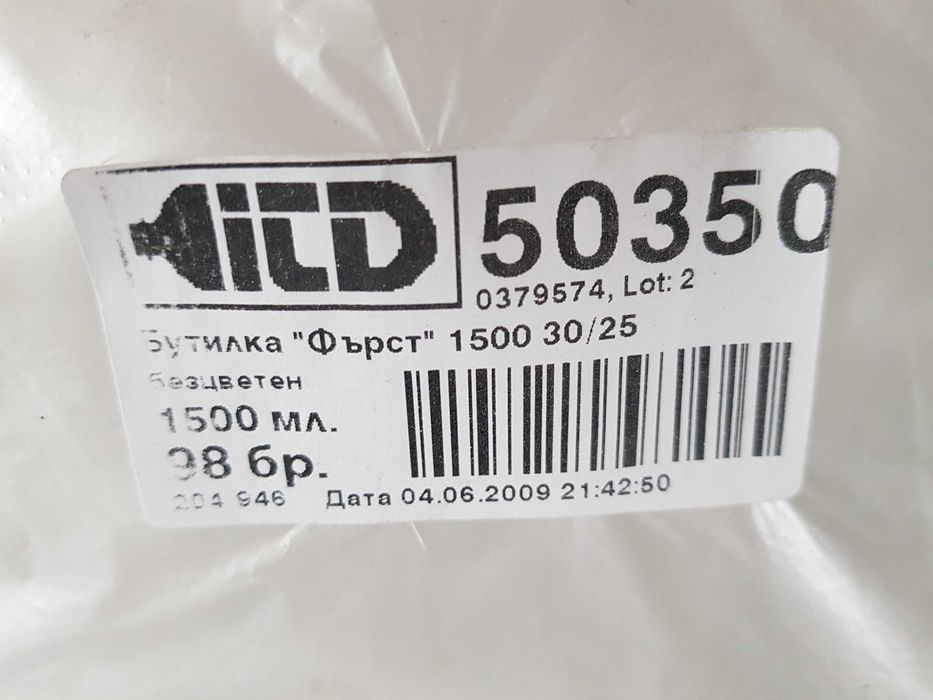 ITD 50350
0379574, Lot: 2
Бутилка "Фърст" 1500 30/25
безцветен
1500 мл.
98 бр.
204 946 Дата 04.06.2009 21:42:50